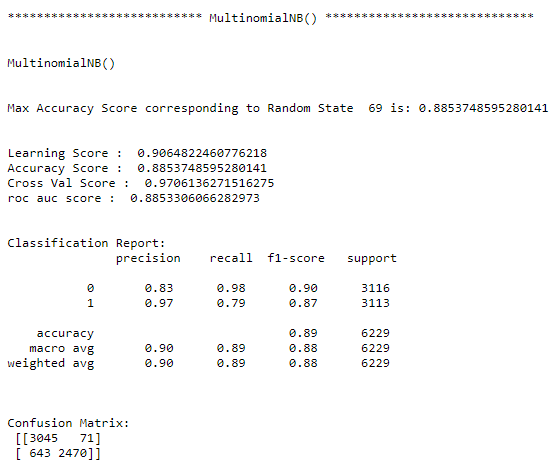 *************************** MultinomialNB() *****************************
MultinomialNB()
Max Accuracy Score corresponding to Random State  69 is: 0.8853748595280141
Learning Score :  0.9064822460776218
Accuracy Score :  0.8853748595280141
Cross Val Score :  0.9706136271516275
roc auc score :  0.8853306066282973
Classification Report:
precision    recall  f1-score   support
0       0.83      0.98      0.90      3116
1       0.97      0.79      0.87      3113
accuracy                           0.89      6229
macro avg       0.90      0.89      0.88      6229
weighted avg       0.90      0.89      0.88      6229
Confusion Matrix:
[[3045   71]
[ 643 2470]]